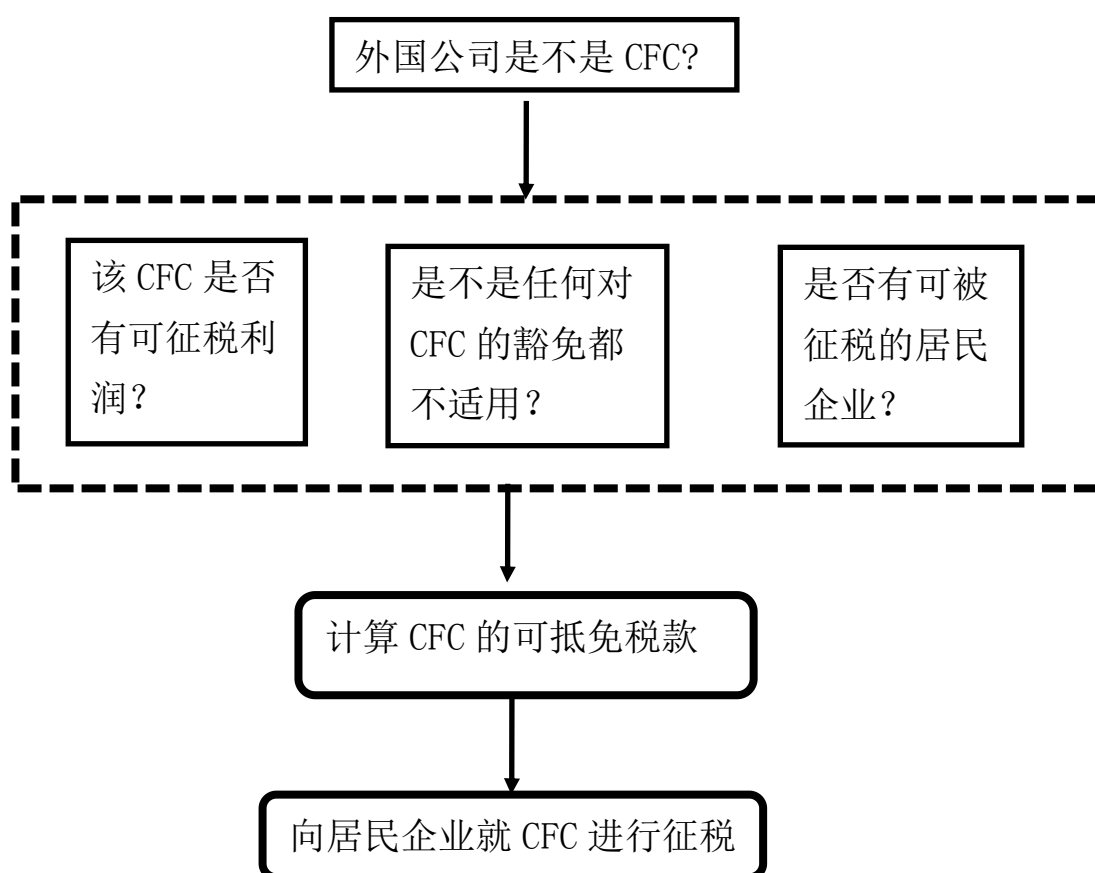 外国公司是不是 CFC?
该 CFC 是否
有可征税利
润？
是不是任何对
CFC 的豁免都
不适用？
是否有可被
征税的居民
企业？
计算 CFC 的可抵免税款
向居民企业就 CFC 进行征税